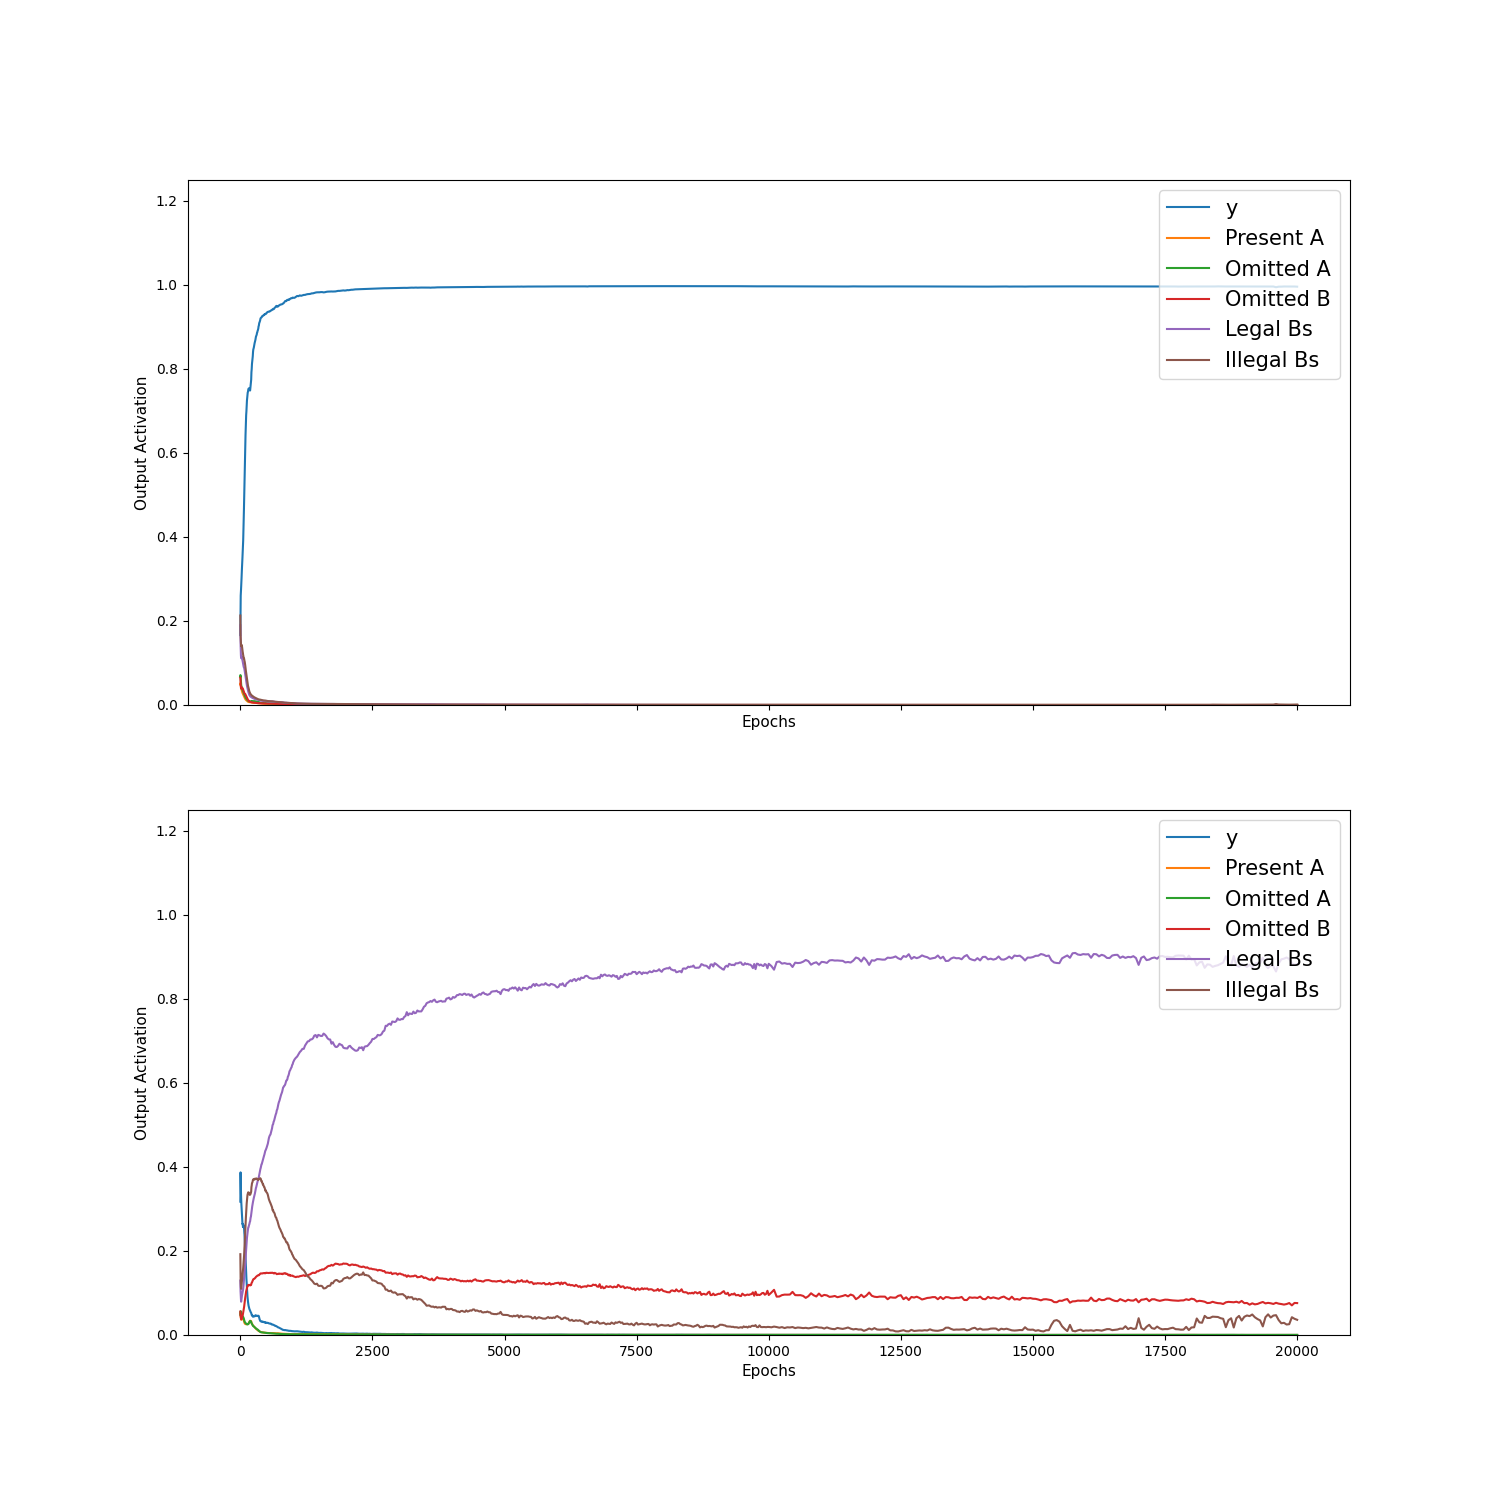 1.2
1.0
0.8
0.6
0.4
0.2
0.0
Output Activation
Epochs
y
Present A
Omitted A
Omitted B
Legal Bs
Illegal Bs
1.2
1.0
0.8
0.6
0.4
0.2
0.0
Output Activation
0 2500 5000 7500 10000 12500 15000 17500 20000
Epochs
y
Present A
Omitted A
Omitted B
Legal Bs
Illegal Bs